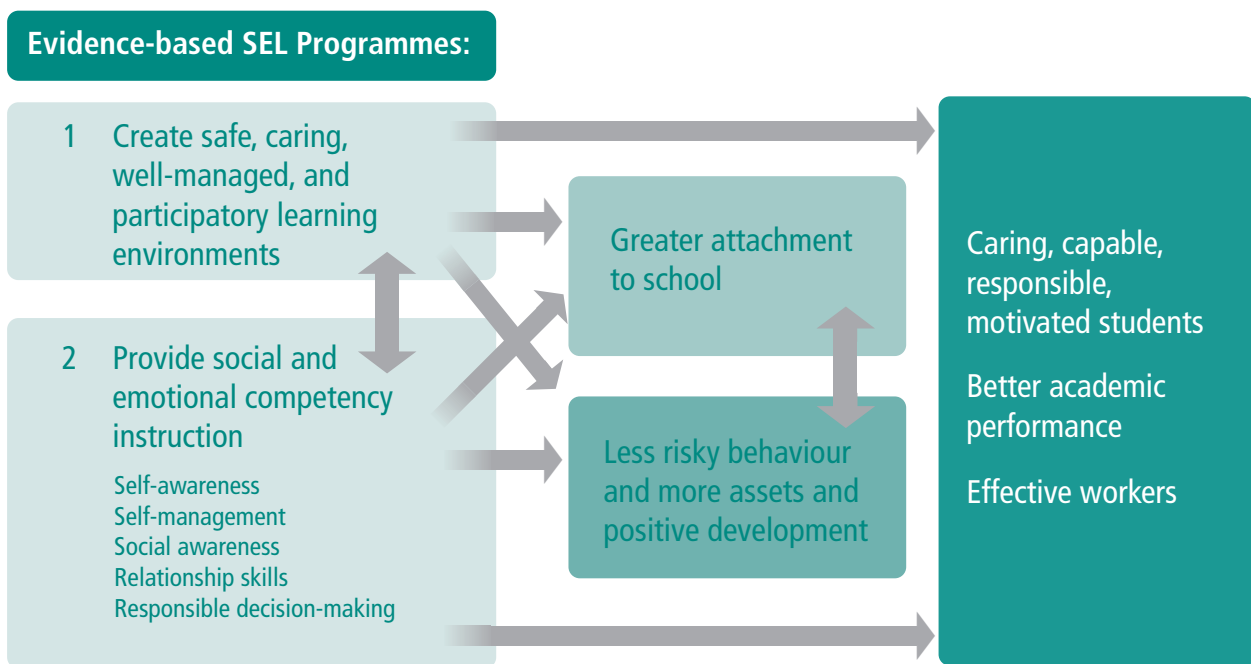 Evidence-based SEL Programmes:
1 Create safe, caring,
well-managed, and
participatory learning
environments
2 Provide social and
emotional competency
instruction
Self-awareness
Self-management
Social awareness
Relationship skills
Responsible decision-making
Greater attachment
to school
Less risky behaviour
and more assets and
positive development
Caring, capable,
responsible,
motivated students
Better academic
performance
Effective workers